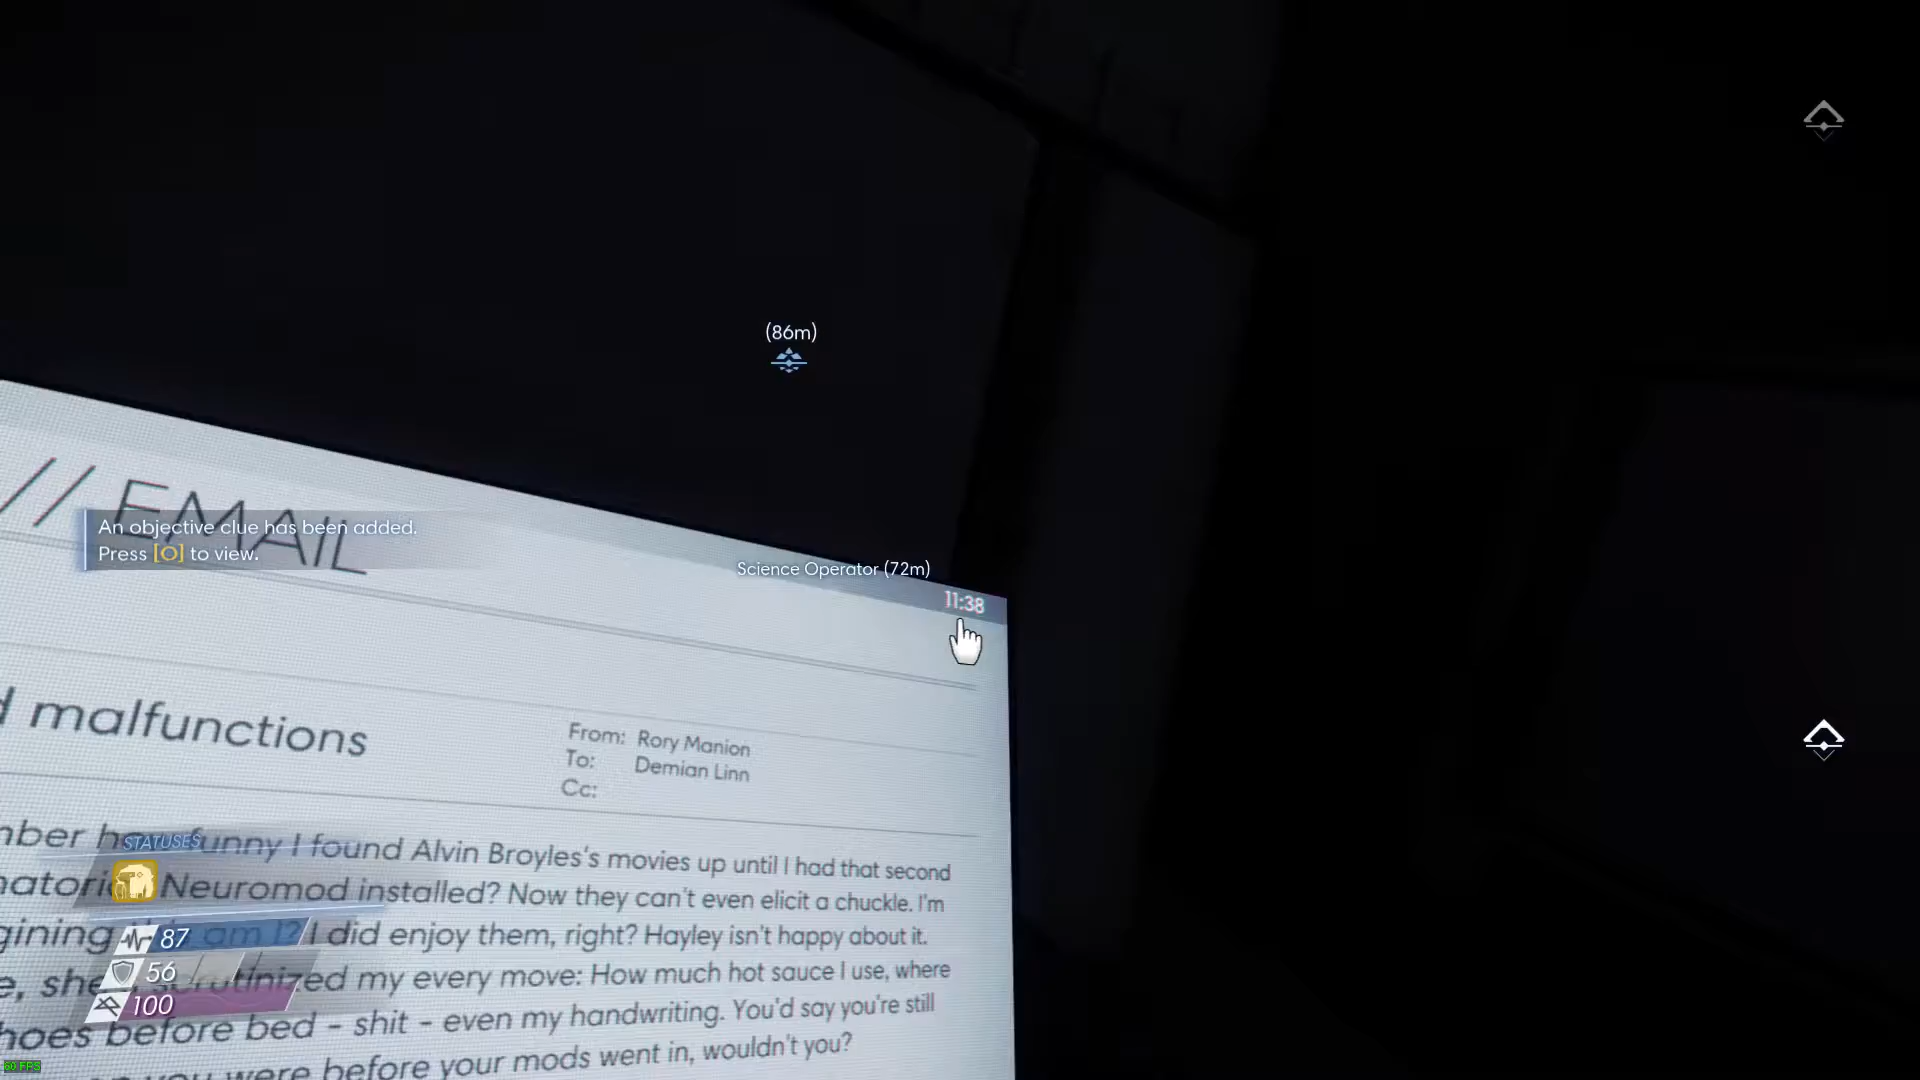 (86m)
// EMAIL
An objective clue has been added.
Press [O] to view.
Science Operator (72m)
11:38
malfunctions
From: Rory Manion
To: Demian Linn
Cc:
funny I found Alvin Broyles's movies up until I had that second
Neuromod installed? Now they can't even elicit a chuckle. I'm
am I? I did enjoy them, right? Hayley isn't happy about it.
scrutinized my every move: How much hot sauce I use, where
before bed - shit - even my handwriting. You'd say you're still
you were before your mods went in, wouldn't you?
STATUSES
87
56
100
60 FPS